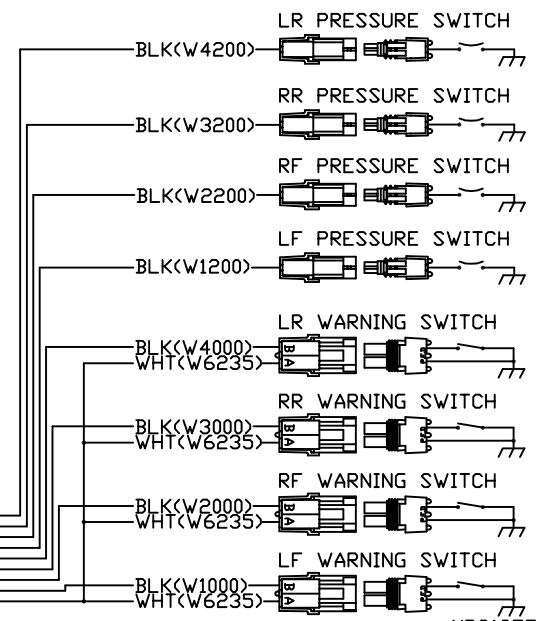 LR PRESSURE SWITCH
BLK(W4200)
RR PRESSURE SWITCH
BLK(W3200)
RF PRESSURE SWITCH
BLK(W2200)
LF PRESSURE SWITCH
BLK(W1200)
LR WARNING SWITCH
BLK(W4000) B
WHT(W6235) A
RR WARNING SWITCH
BLK(W3000) B
WHT(W6235) A
RF WARNING SWITCH
BLK(W2000) B
WHT(W6235) A
LF WARNING SWITCH
BLK(W1000) B
WHT(W6235) A